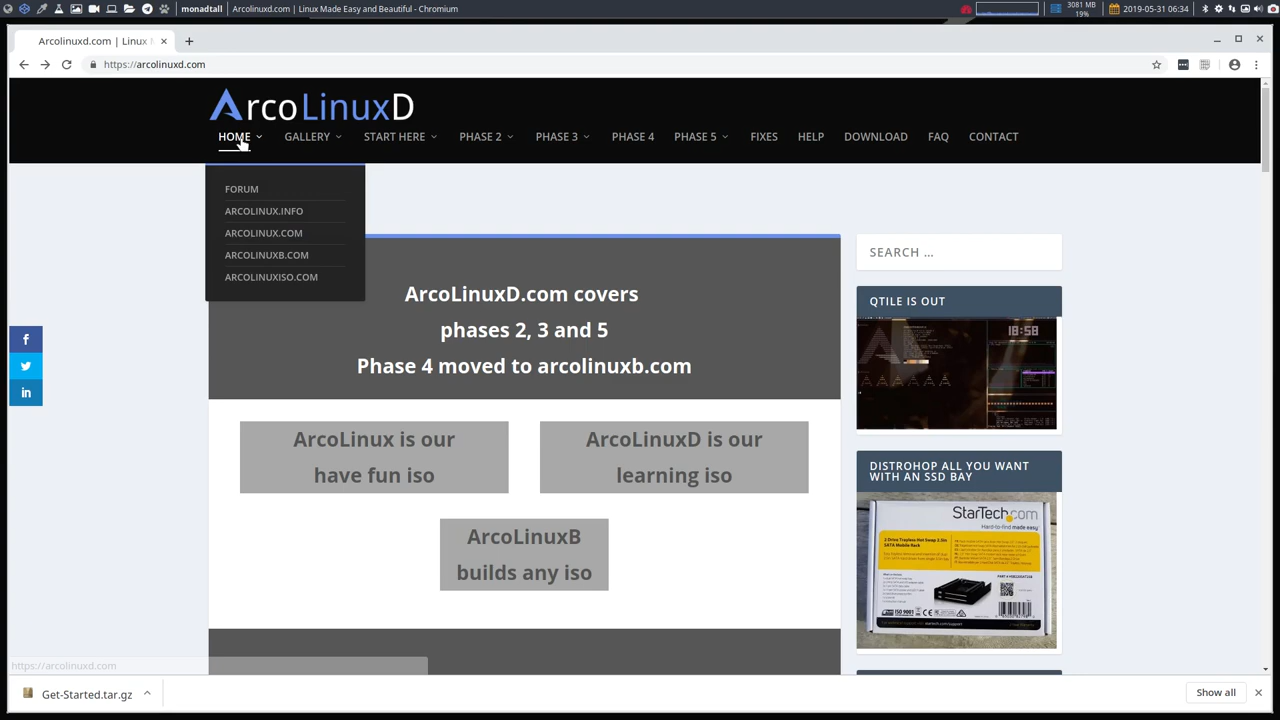 monadtall
Arcolinuxd.com | Linux Made Easy and Beautiful - Chromium
3081 MB
19%
2019-05-31 06:34
Arcolinuxd.com | Linux
https://arcolinuxd.com
ArcoLinuxD
HOME
GALLERY
START HERE
PHASE 2
PHASE 3
PHASE 4
PHASE 5
FIXES
HELP
DOWNLOAD
FAQ
CONTACT
FORUM
ARCOLINUX.INFO
ARCOLINUX.COM
ARCOLINUXB.COM
ARCOLINUXISO.COM
ArcoLinuxD.com covers
phases 2, 3 and 5
Phase 4 moved to arcolinuxb.com
ArcoLinux is our
have fun iso
ArcoLinuxD is our
learning iso
ArcoLinuxB
builds any iso
SEARCH …
QTILE IS OUT
18:58
DISTROHOP ALL YOU WANT
WITH AN SSD BAY
StarTech.com
Hard-to-find made easy
https://arcolinuxd.com
Get-Started.tar.gz
Show all